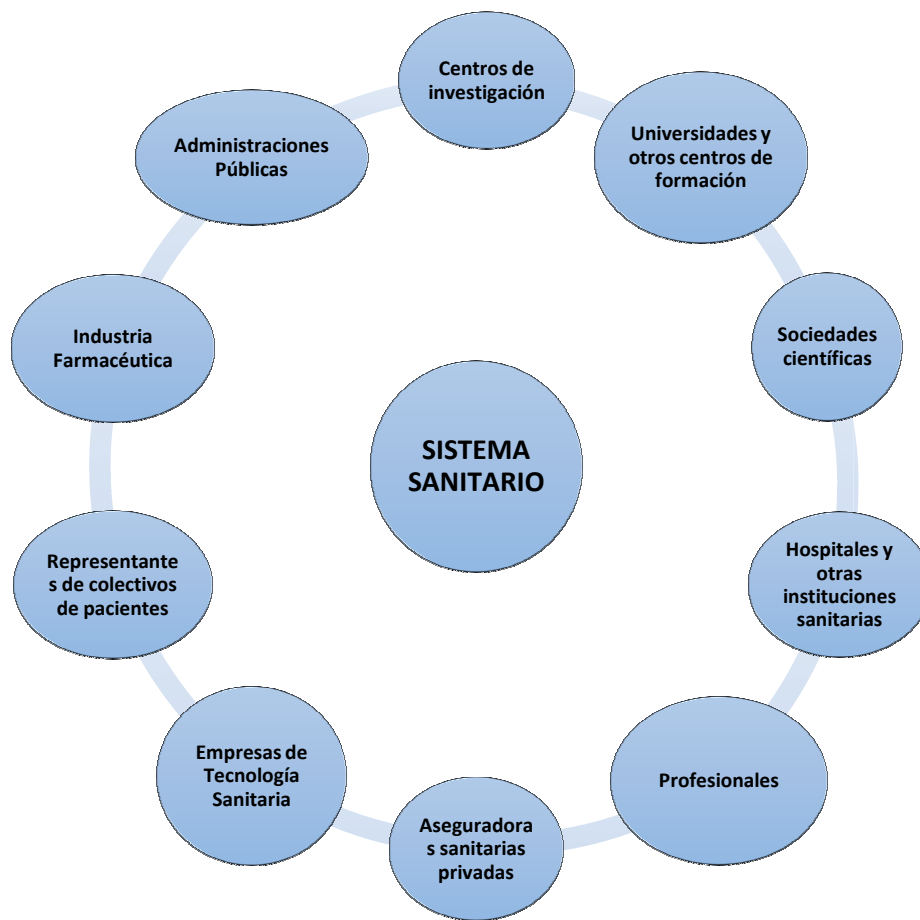 Centros de
investigación
Universidades y
otros centros de
formación
Sociedades
científicas
Hospitales y
otras
instituciones
sanitarias
Profesionales
Aseguradora
s sanitarias
privadas
Empresas de
Tecnología
Sanitaria
Representante
s de colectivos
de pacientes
Industria
Farmacéutica
Administraciones
Públicas
SISTEMA
SANITARIO